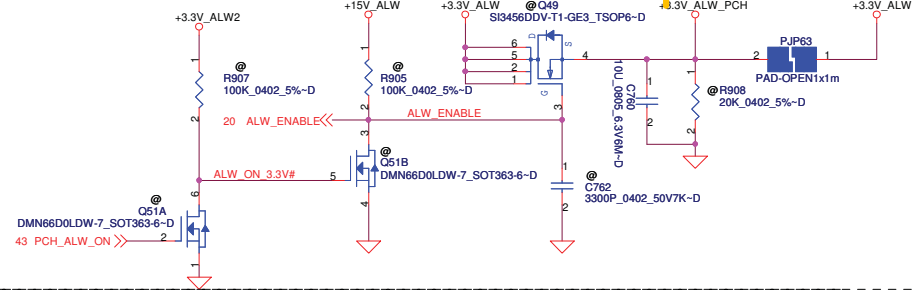 +3.3V_ALW2
+15V_ALW
+3.3V_ALW
@Q49
SI3456DDV-T1-GE3_TSOP6~D
+3.3V_ALW_PCH
+3.3V_ALW
D
S
G
6
5
2
1
4
3
PJP63
2
1
PAD-OPEN1x1m
1
@
R907
100K_0402_5%~D
2
1
@
R905
100K_0402_5%~D
2
10U_0805_6.3V6M~D
1
2
1
@R908
20K_0402_5%~D
2
20 ALW_ENABLE
ALW_ENABLE
3
@
Q51B
DMN66D0LDW-7_SOT363-6~D
5
4
ALW_ON_3.3V#
1
@
C762
3300P_0402_50V7K~D
2
6
@
Q51A
DMN66D0LDW-7_SOT363-6~D
43 PCH_ALW_ON
2
1